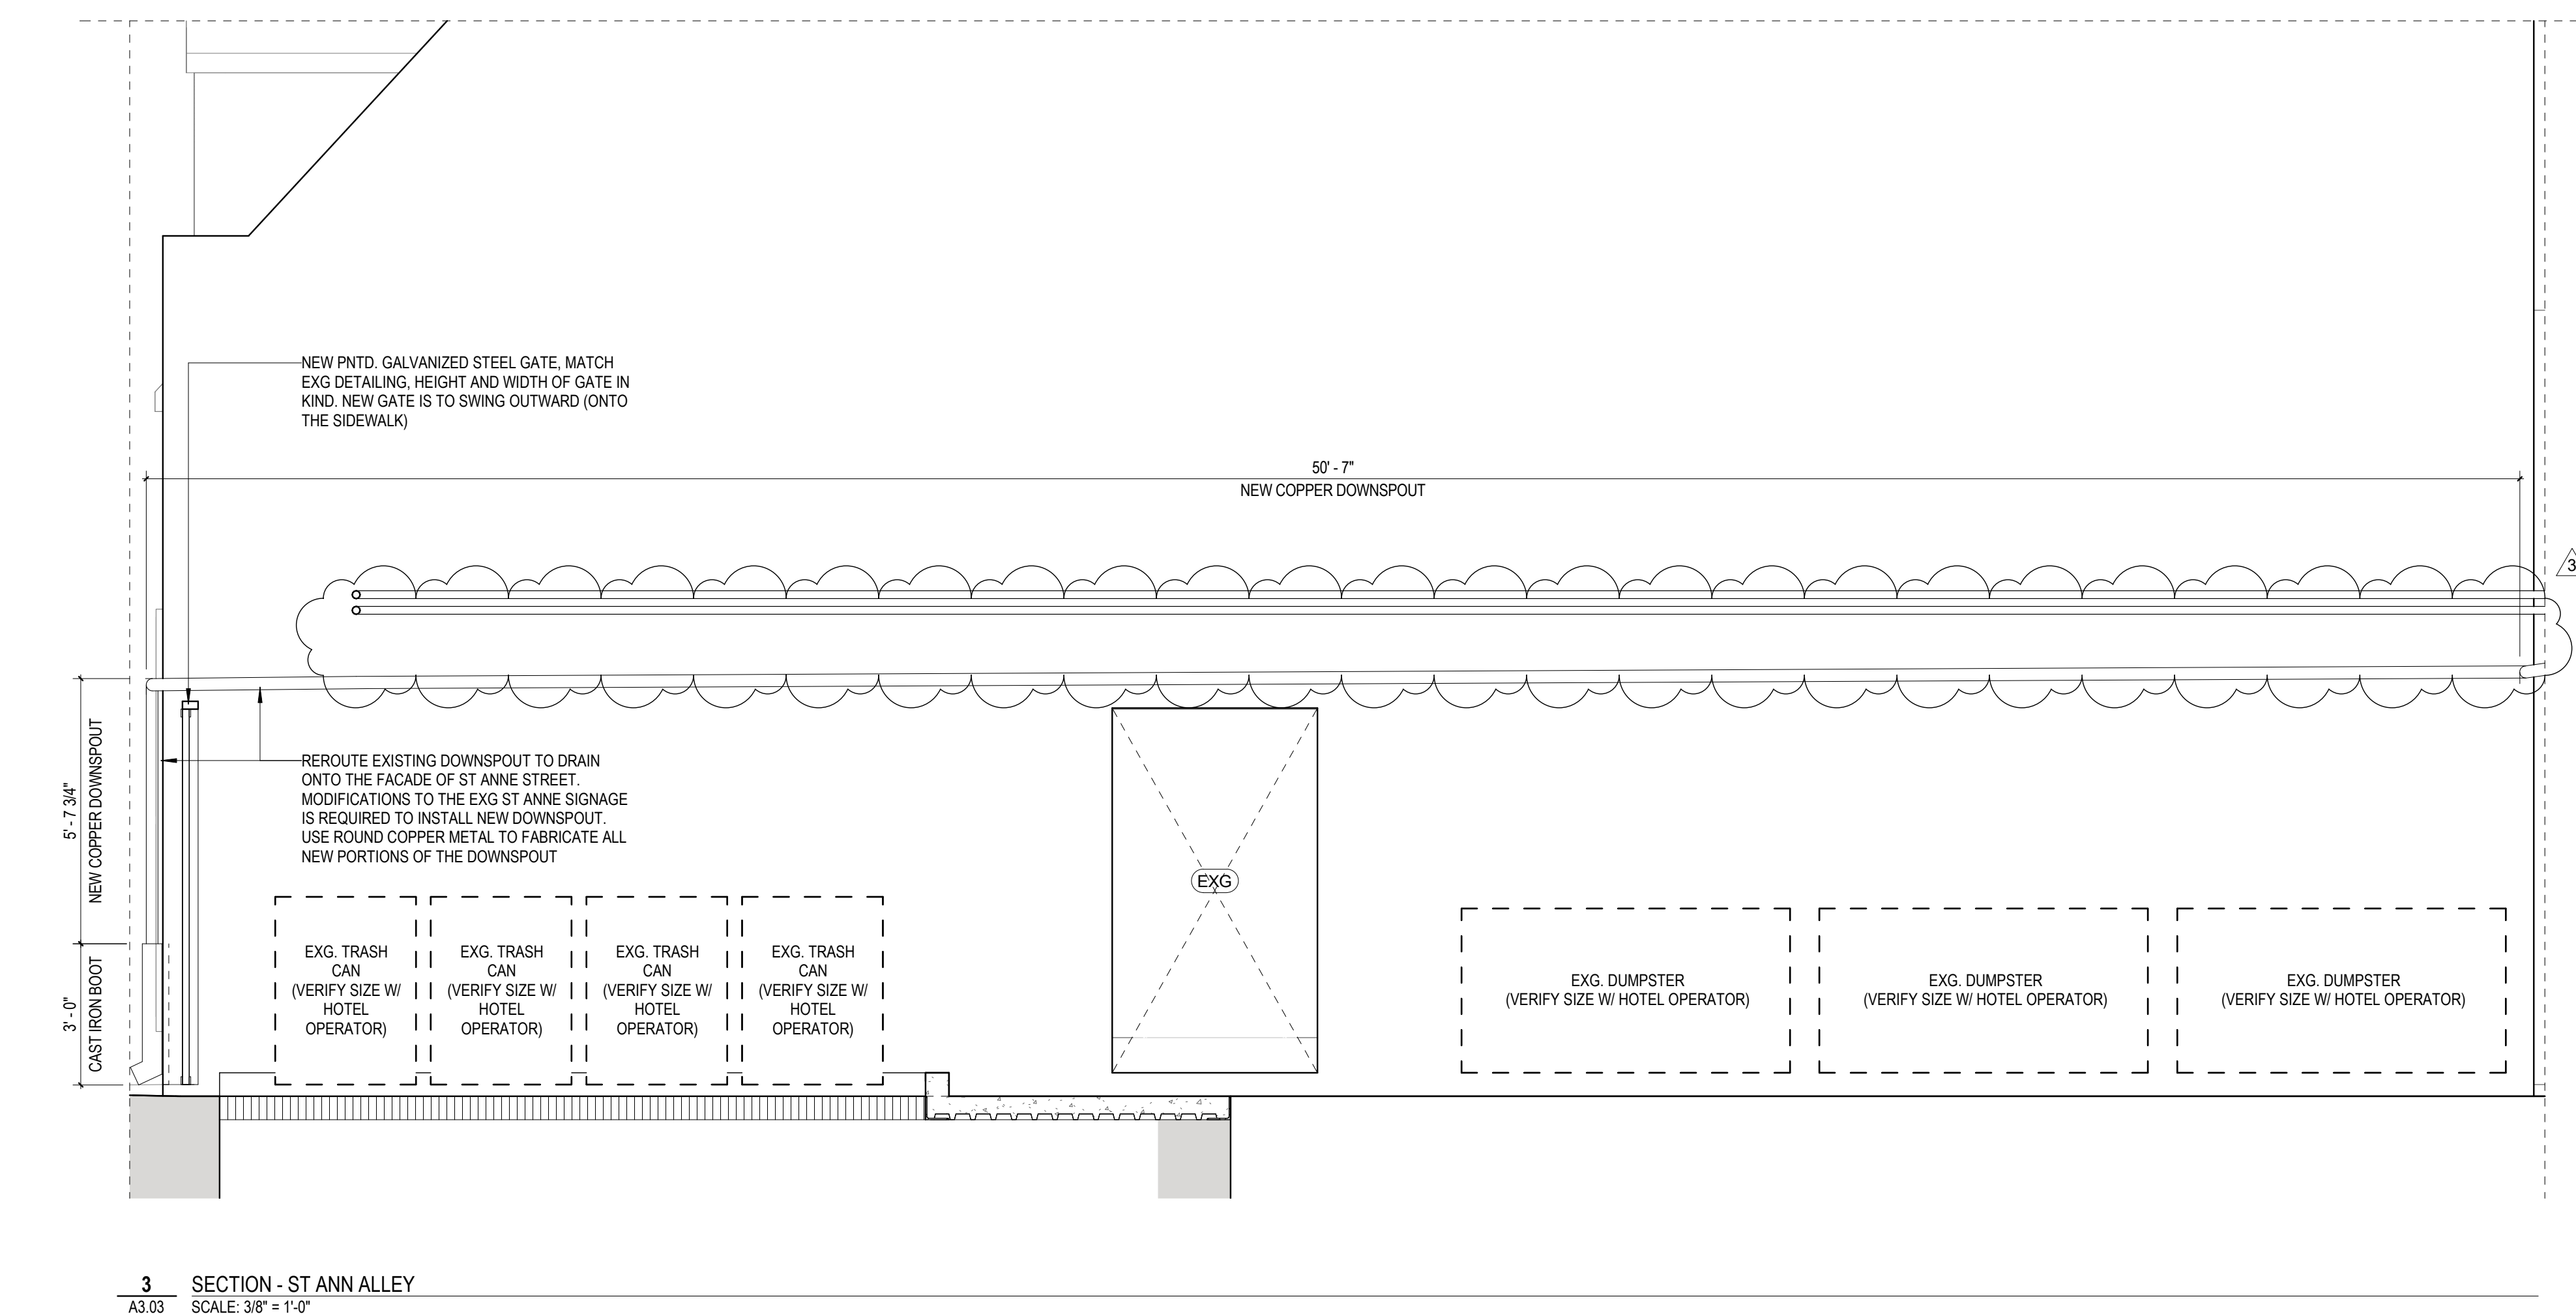 NEW PNTD. GALVANIZED STEEL GATE, MATCH
EXG DETAILING, HEIGHT AND WIDTH OF GATE IN
KIND. NEW GATE IS TO SWING OUTWARD (ONTO
THE SIDEWALK)
50' - 7"
NEW COPPER DOWNSPOUT
3
5' - 7 3/4"
NEW COPPER DOWNSPOUT
REROUTE EXISTING DOWNSPOUT TO DRAIN
ONTO THE FACADE OF ST ANNE STREET.
MODIFICATIONS TO THE EXG ST ANNE SIGNAGE
IS REQUIRED TO INSTALL NEW DOWNSPOUT.
USE ROUND COPPER METAL TO FABRICATE ALL
NEW PORTIONS OF THE DOWNSPOUT
EXG
3' - 0"
CAST IRON BOOT
EXG. TRASH
CAN
(VERIFY SIZE W/
HOTEL
OPERATOR)
EXG. TRASH
CAN
(VERIFY SIZE W/
HOTEL
OPERATOR)
EXG. TRASH
CAN
(VERIFY SIZE W/
HOTEL
OPERATOR)
EXG. TRASH
CAN
(VERIFY SIZE W/
HOTEL
OPERATOR)
EXG. DUMPSTER
(VERIFY SIZE W/ HOTEL OPERATOR)
EXG. DUMPSTER
(VERIFY SIZE W/ HOTEL OPERATOR)
EXG. DUMPSTER
(VERIFY SIZE W/ HOTEL OPERATOR)
3 SECTION - ST ANN ALLEY
A3.03 SCALE: 3/8" = 1'-0"